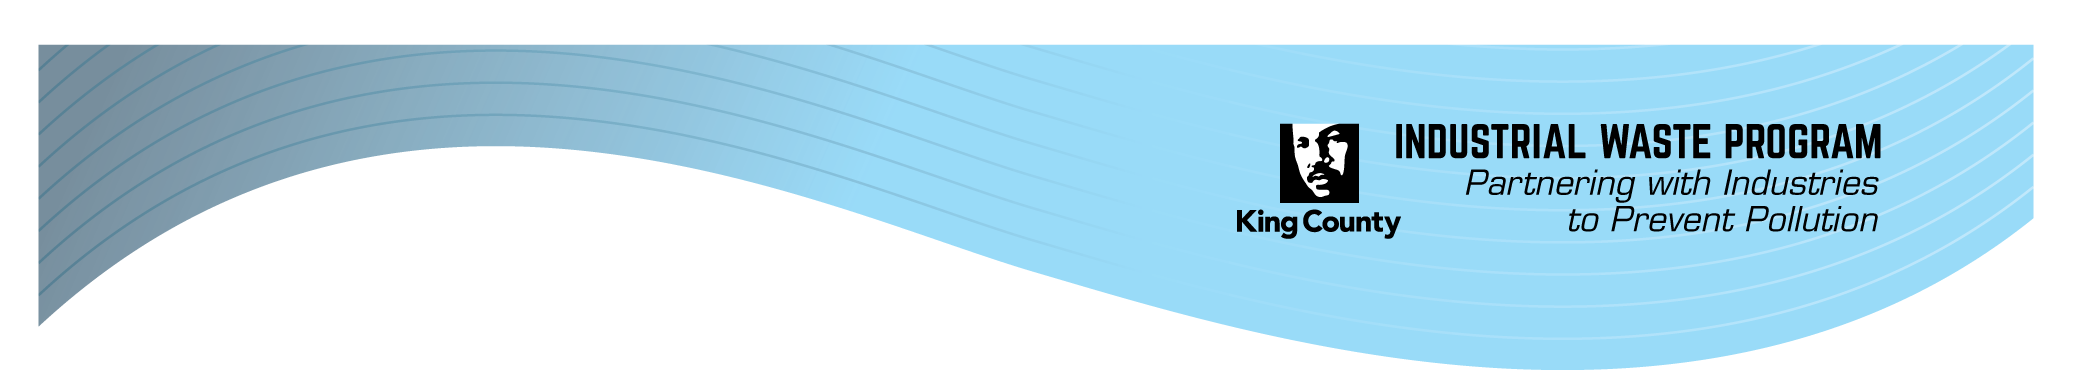 INDUSTRIAL WASTE PROGRAM
Partnering with Industries
to Prevent Pollution
King County